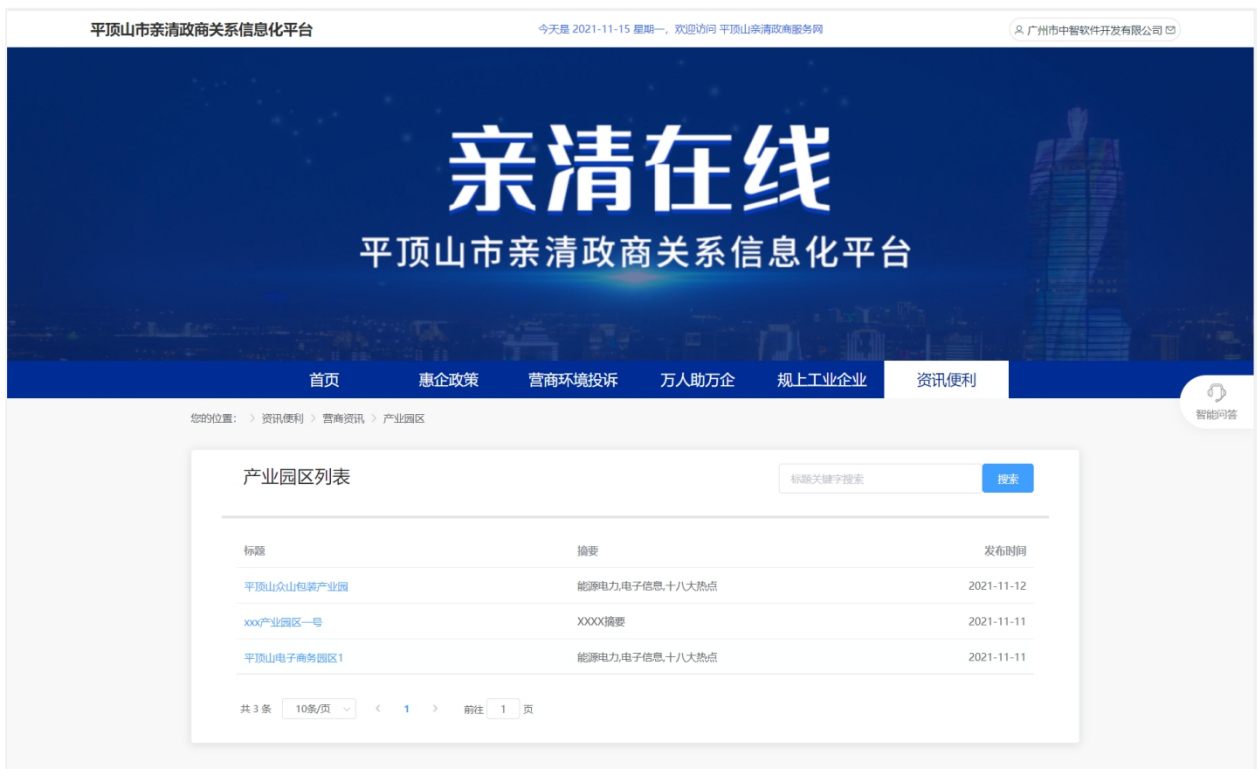 平顶山市亲清政商关系信息化平台 今天是 2021-11-15 星期一，欢迎访问 平顶山亲清政商服务网 广州市中智软件开发有限公司
亲清在线
平顶山市亲清政商关系信息化平台
首页 惠企政策 营商环境投诉 万人助万企 规上工业企业 资讯便利
智能问答
您的位置： > 资讯便利 > 营商资讯 > 产业园区
产业园区列表 标题关键字搜索 搜索
标题 摘要 发布时间
平顶山众山包装产业园 能源电力,电子信息,十八大热点 2021-11-12
xxx产业园区一号 XXXX摘要 2021-11-11
平顶山电子商务园区1 能源电力,电子信息,十八大热点 2021-11-11
共 3 条 10条/页 < 1 > 前往 1 页